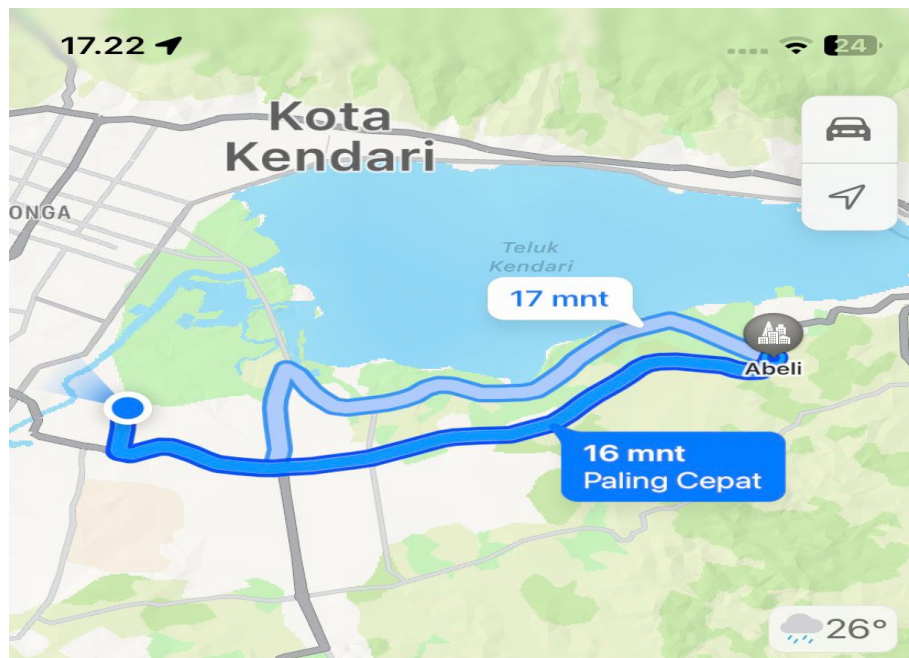 17.22
24
Kota
Kendari
ONGA
Teluk
Kendari
17 mnt
Abeli
16 mnt
Paling Cepat
26°